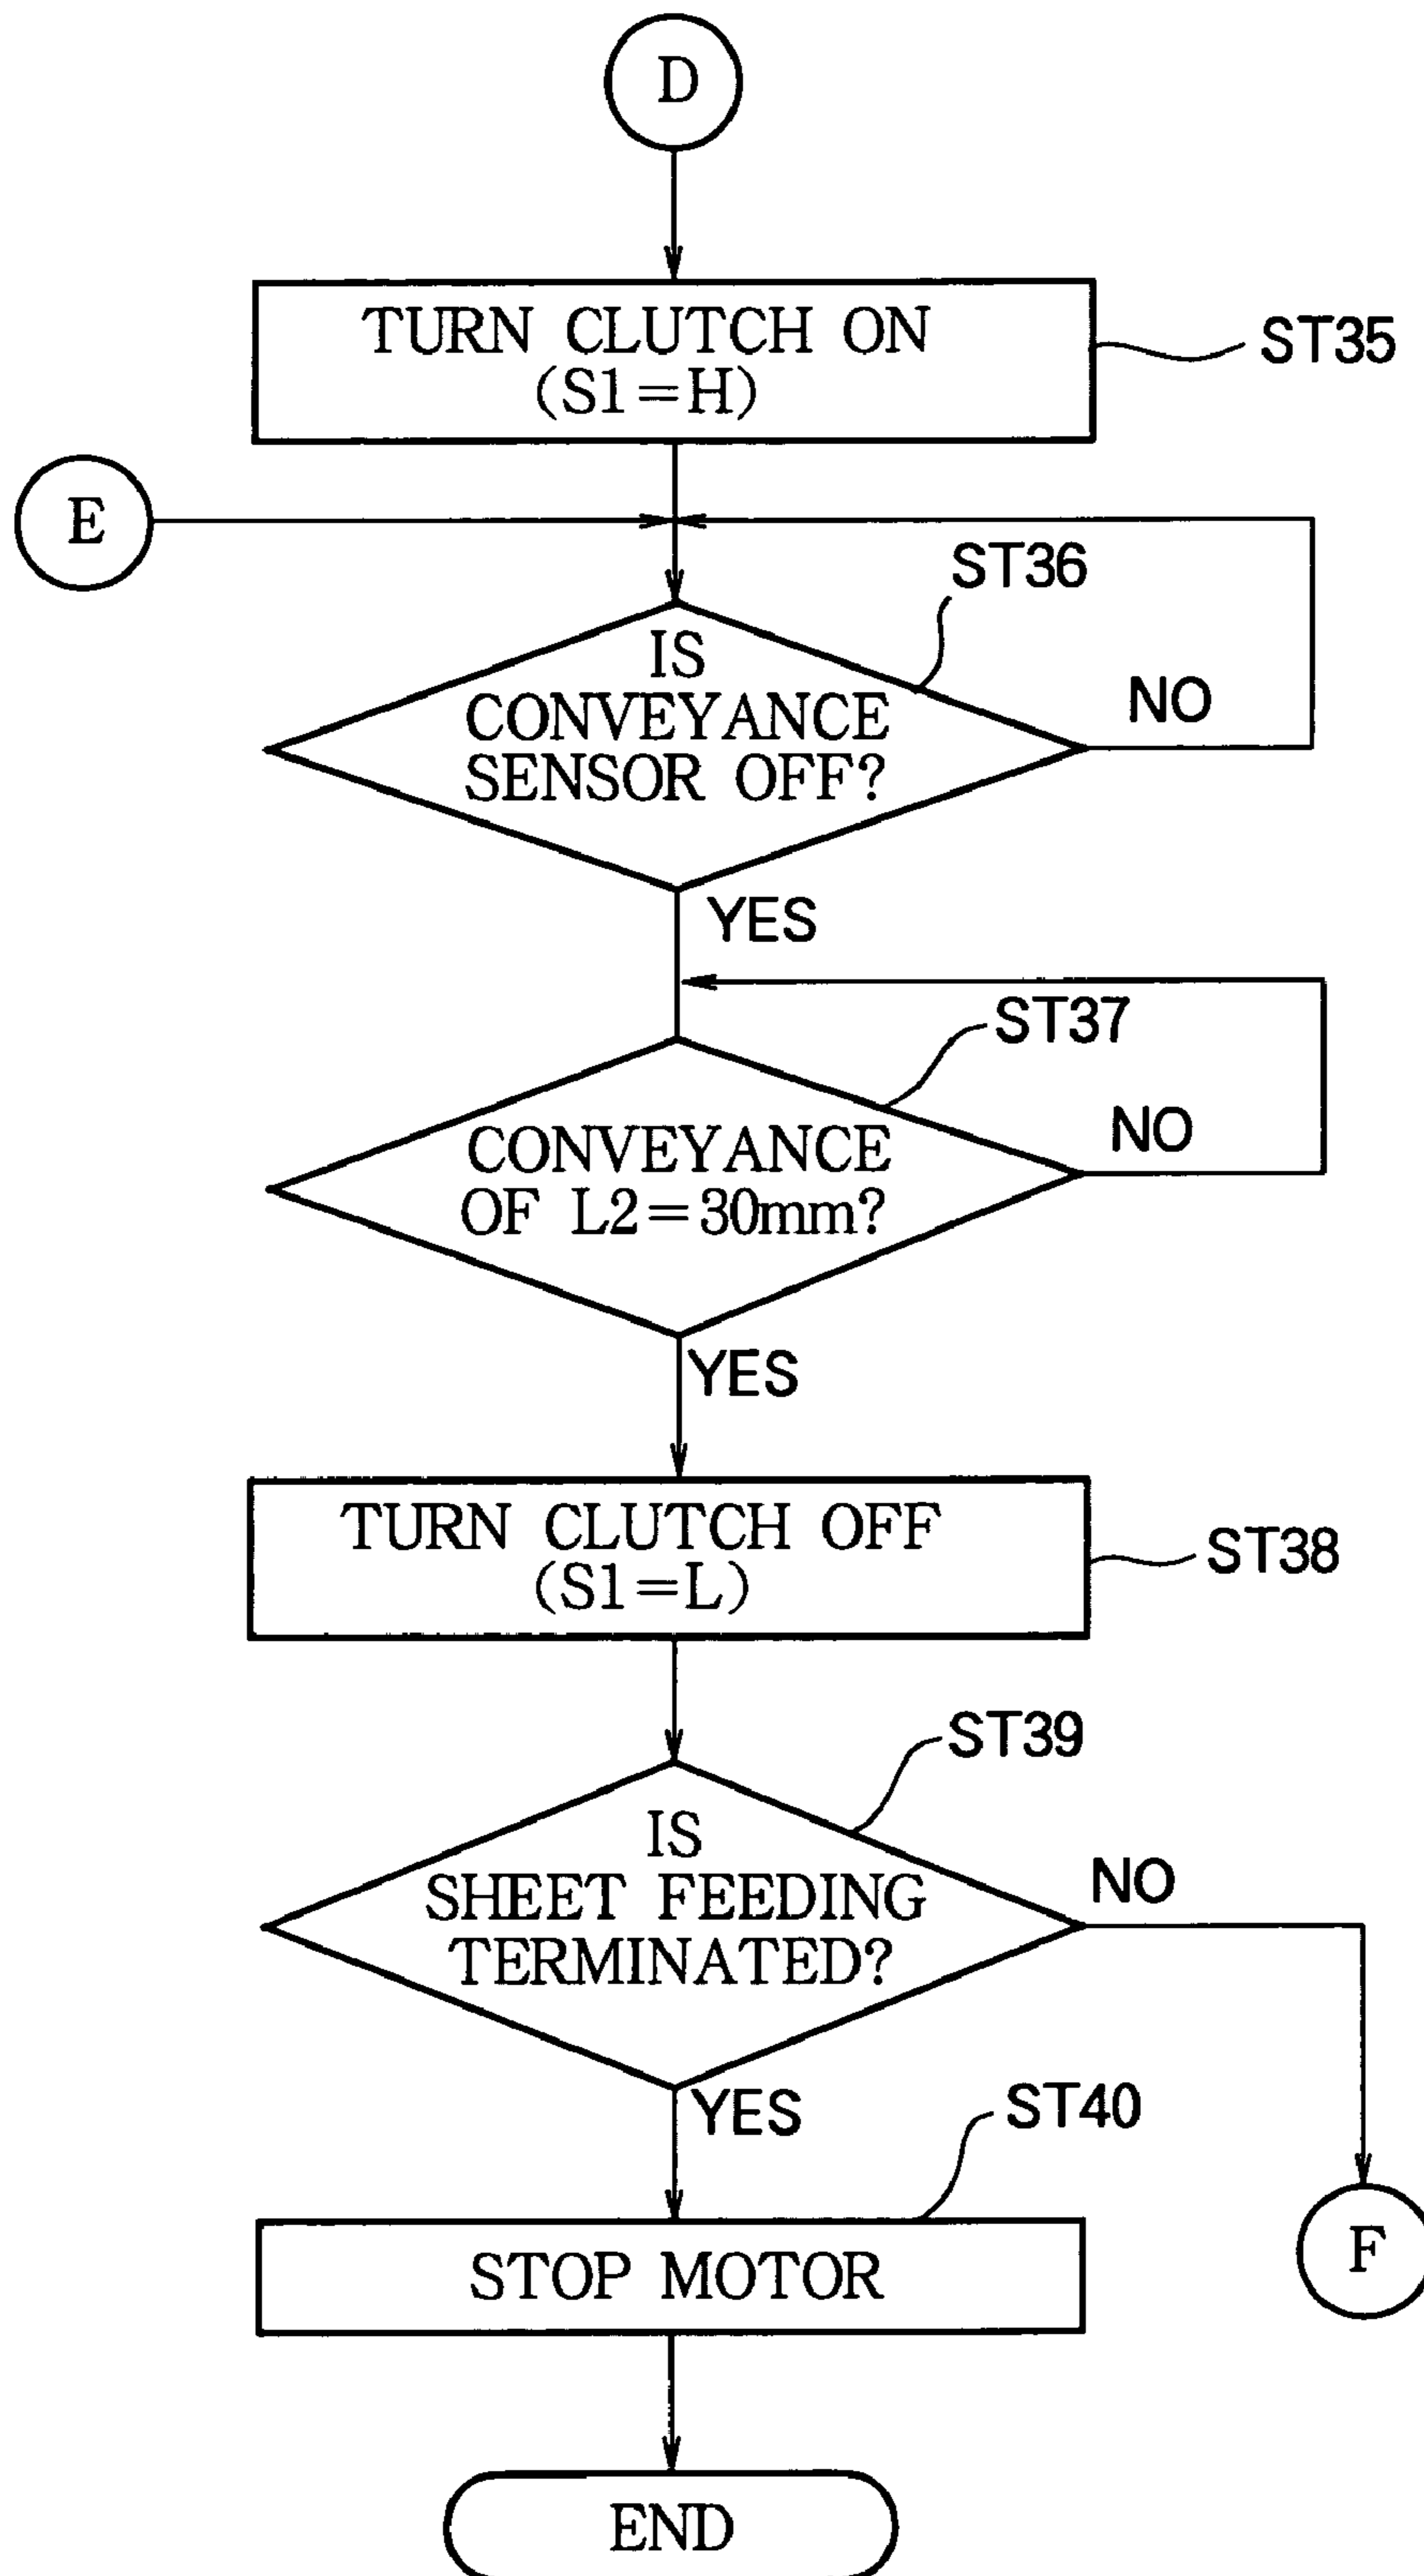 D
TURN CLUTCH ON
(S1=H)
ST35
E
ST36
IS
CONVEYANCE
SENSOR OFF?
NO
YES
ST37
CONVEYANCE
OF L2=30mm?
NO
YES
TURN CLUTCH OFF
(S1=L)
ST38
ST39
IS
SHEET FEEDING
TERMINATED?
NO
YES
ST40
STOP MOTOR
F
END